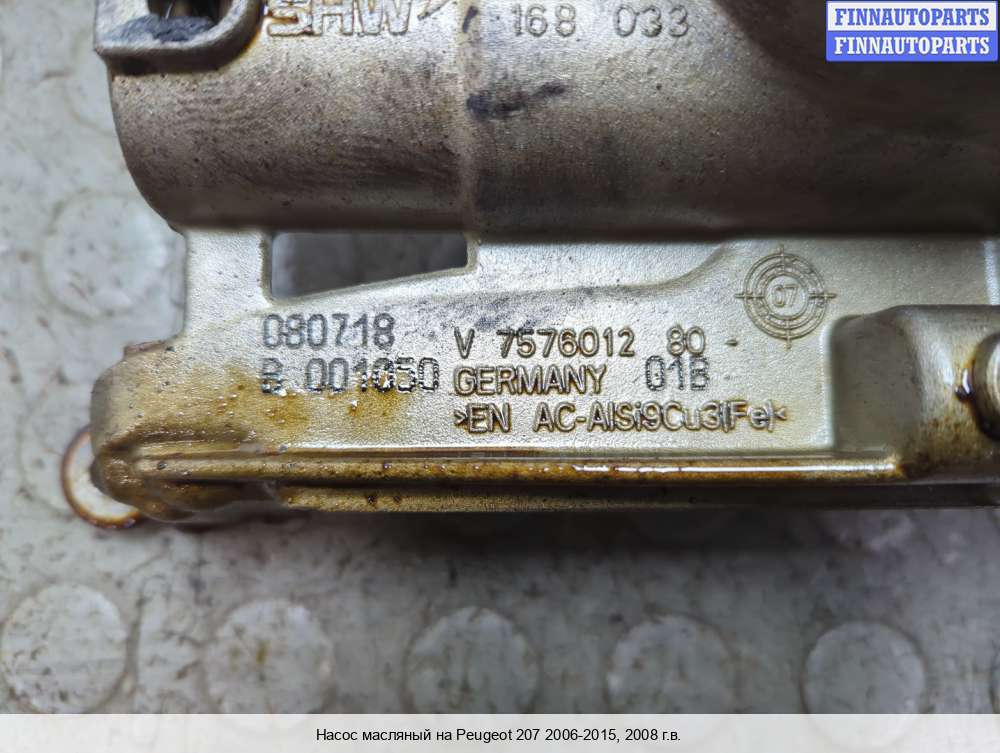 SHW 168 033
FINNAUTOPARTS
FINNAUTOPARTS
07
080718 V 7576012 80
B 001050 GERMANY 01B
>EN AC-AlSi9Cu3(Fe)<
Насос масляный на Peugeot 207 2006-2015, 2008 г.в.